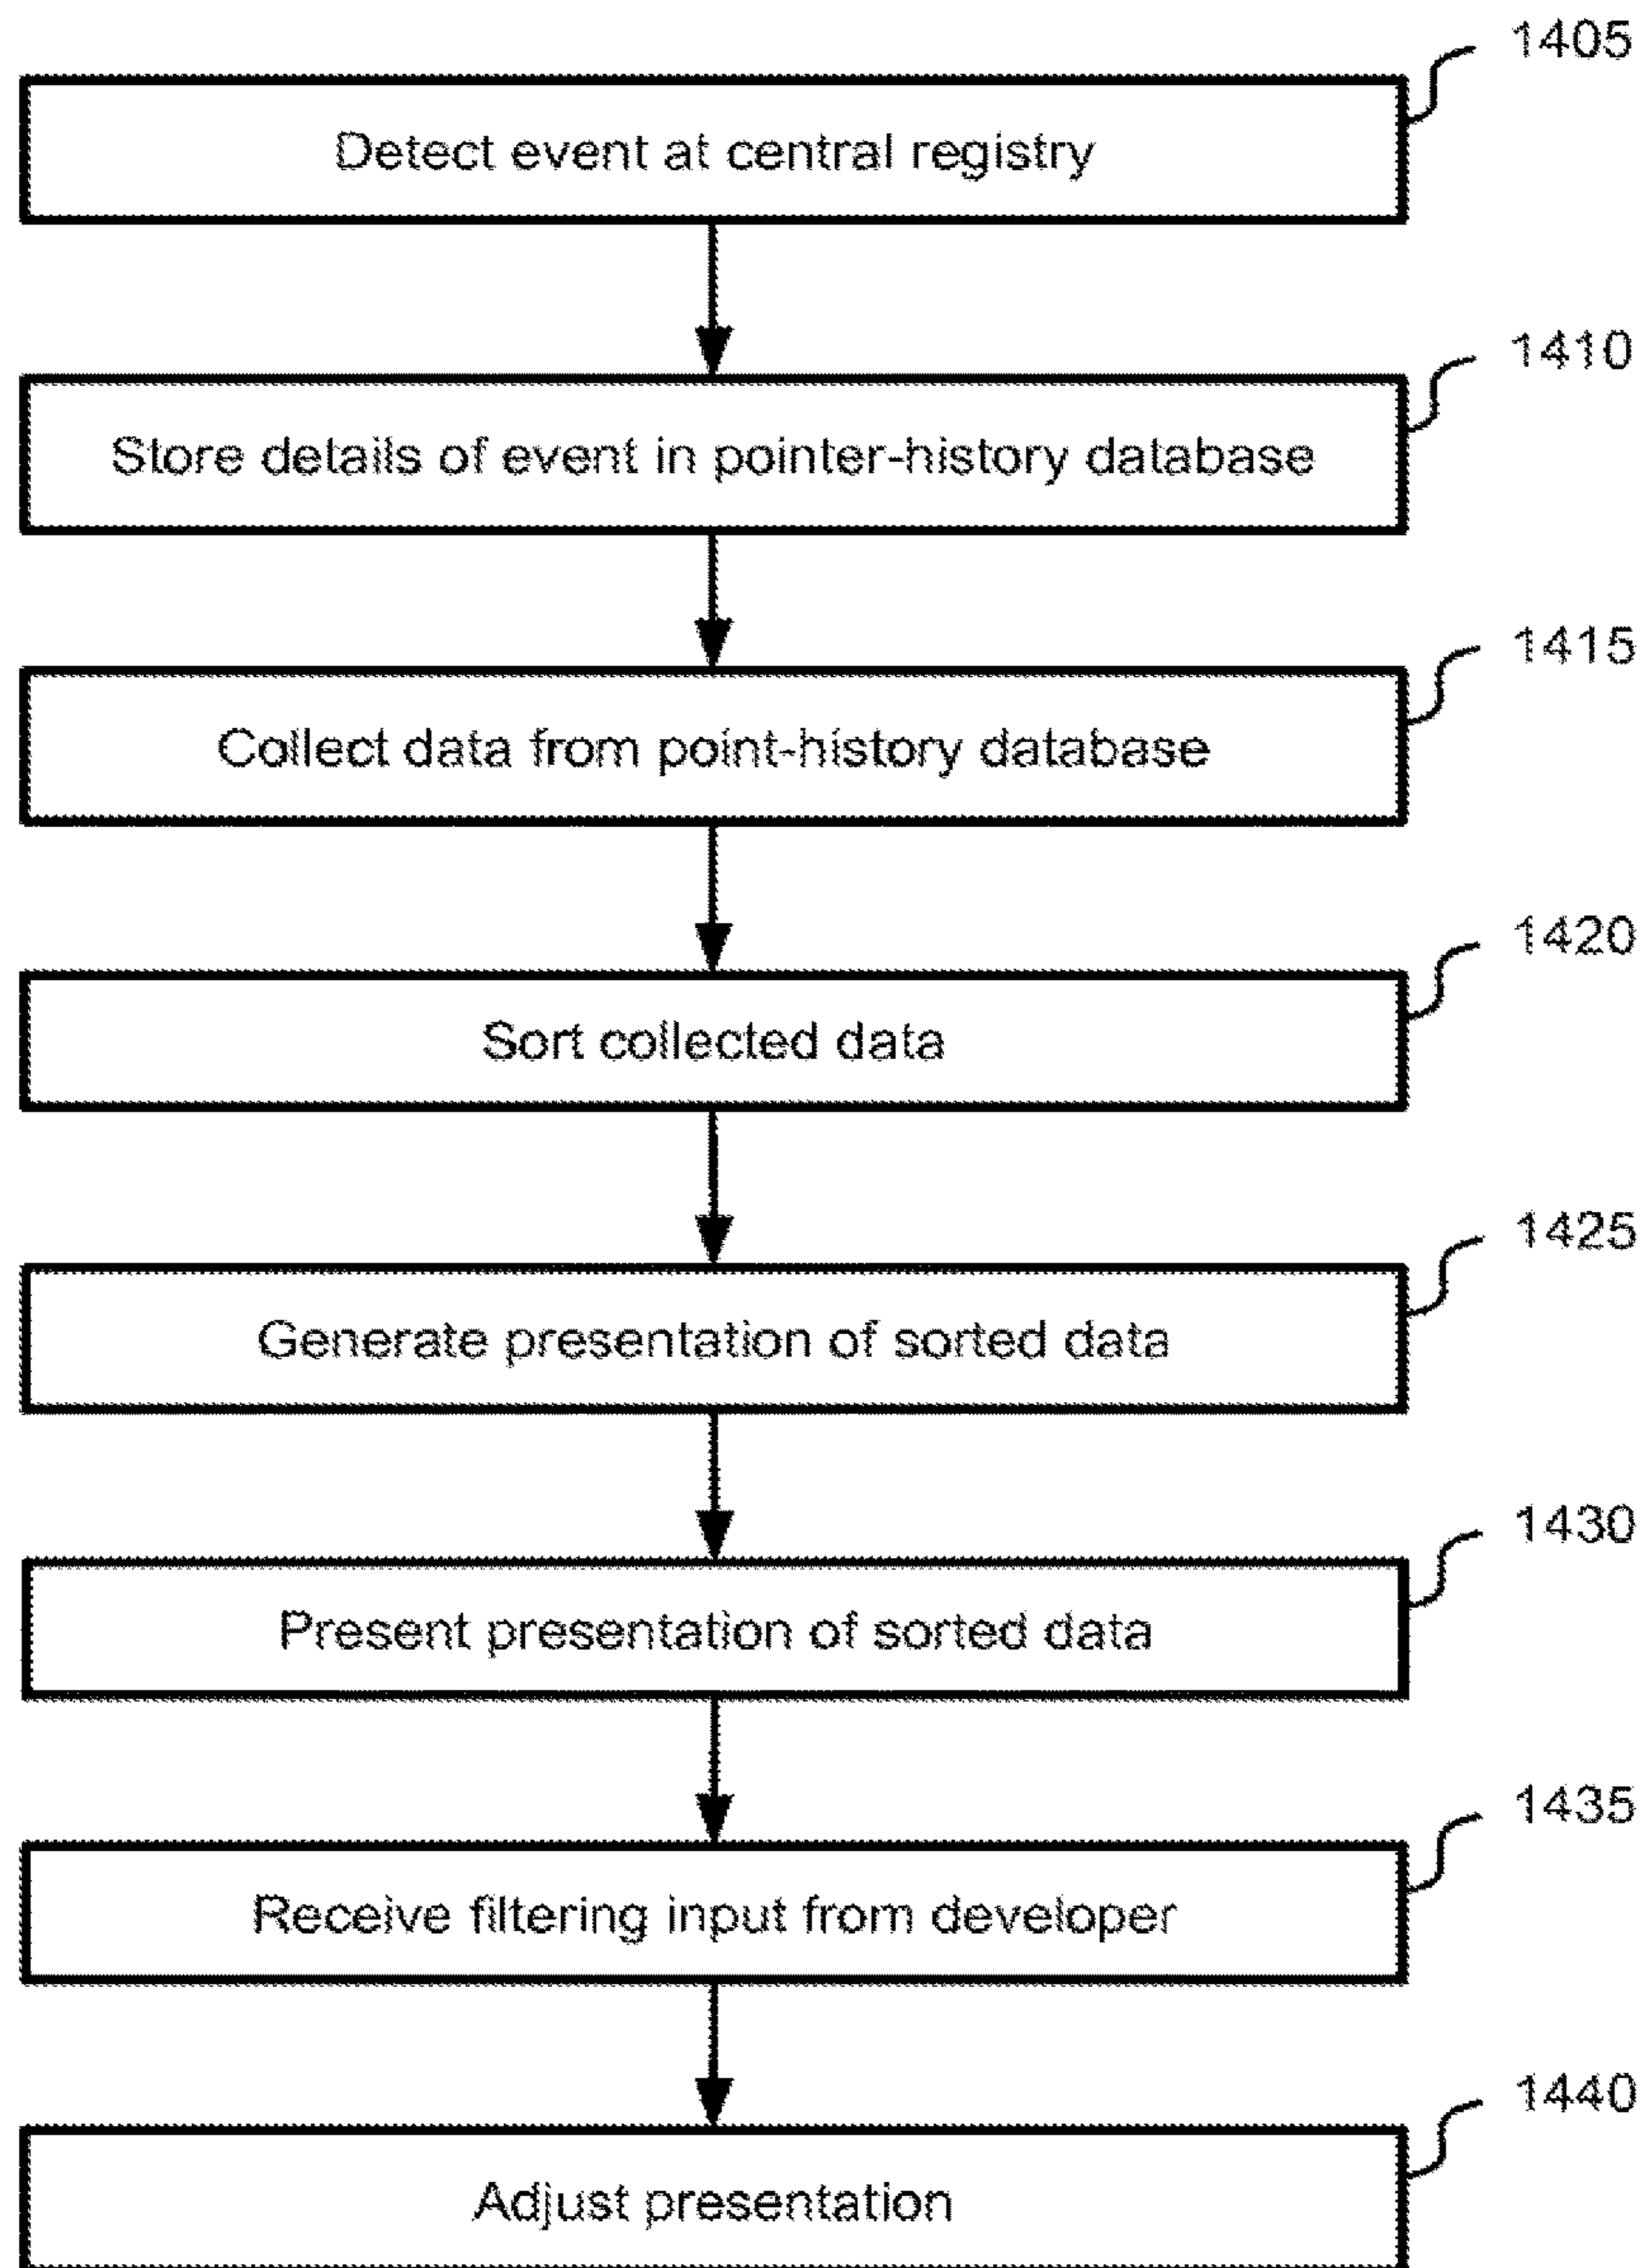 1405
Detect event at central registry
1410
Store details of event in pointer-history database
1415
Collect data from point-history database
1420
Sort collected data
1425
Generate presentation of sorted data
1430
Present presentation of sorted data
1435
Receive filtering input from developer
1440
Adjust presentation